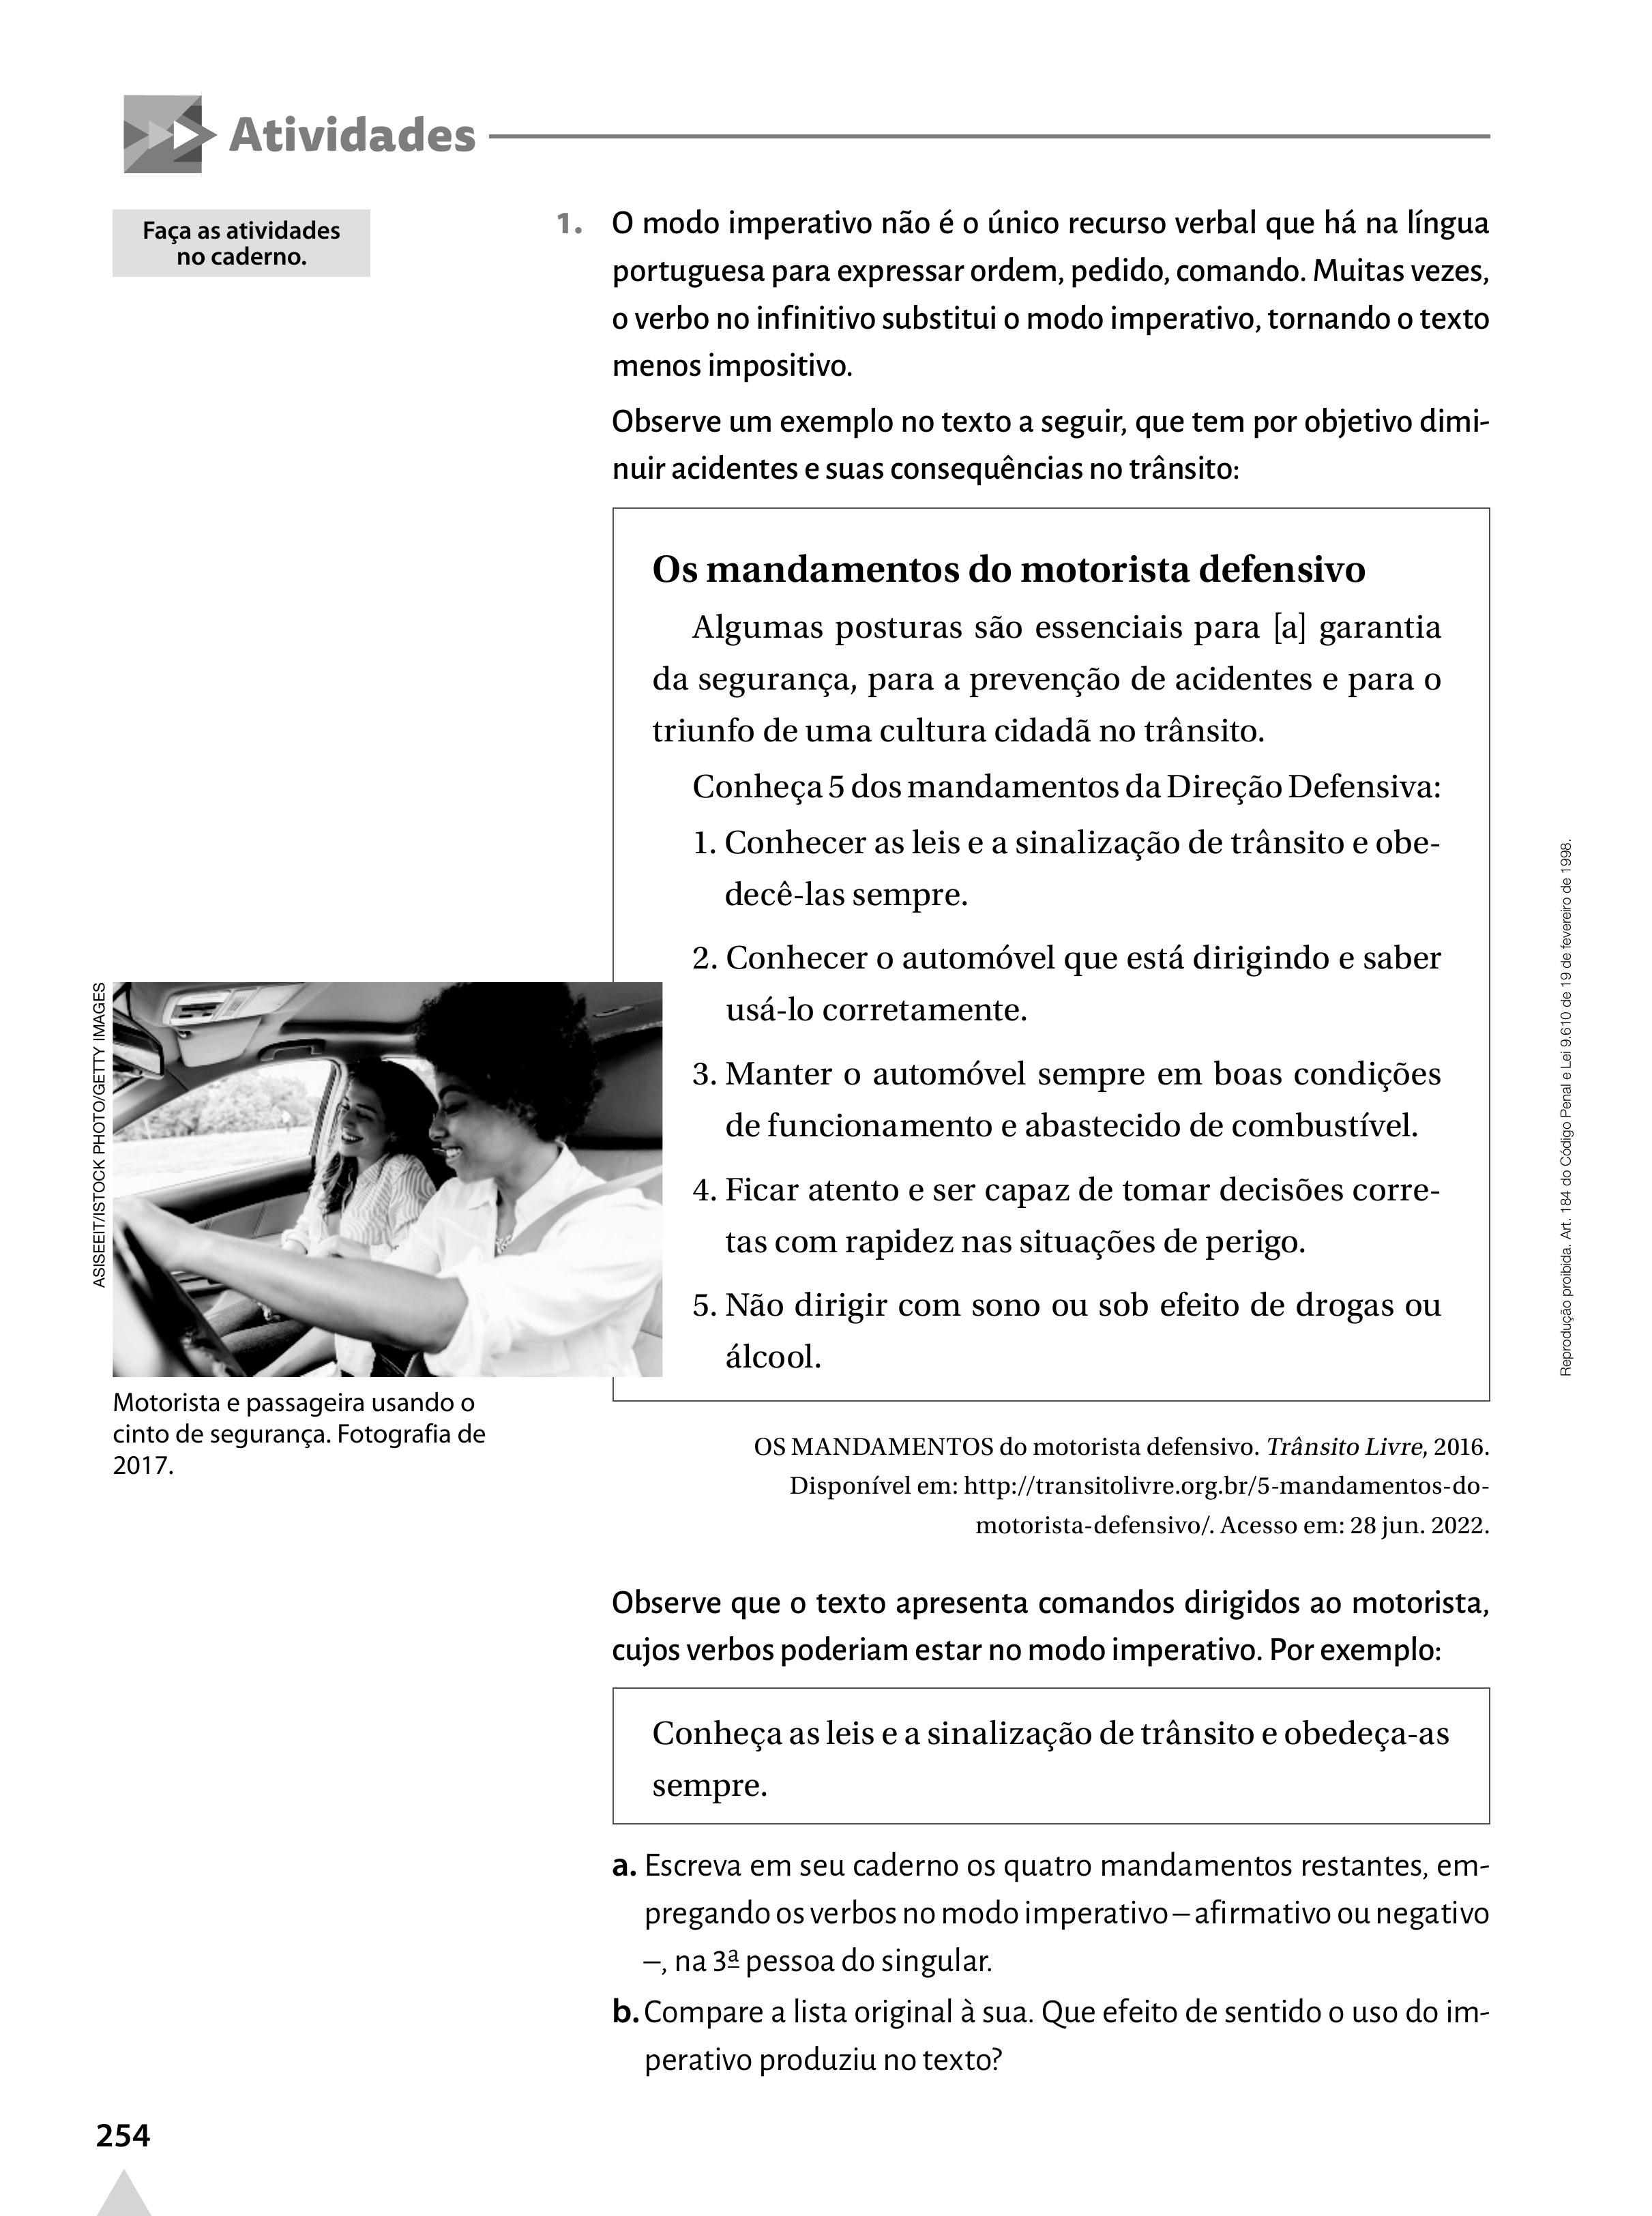 Atividades
Faça as atividades
no caderno.
1. O modo imperativo não é o único recurso verbal que há na língua
portuguesa para expressar ordem, pedido, comando. Muitas vezes,
o verbo no infinitivo substitui o modo imperativo, tornando o texto
menos impositivo.
Observe um exemplo no texto a seguir, que tem por objetivo dimi-
nuir acidentes e suas consequências no trânsito:
Os mandamentos do motorista defensivo
Algumas posturas são essenciais para [a] garantia
da segurança, para a prevenção de acidentes e para o
triunfo de uma cultura cidadã no trânsito.
Conheça 5 dos mandamentos da Direção Defensiva:
1. Conhecer as leis e a sinalização de trânsito e obe-
decê-las sempre.
2. Conhecer o automóvel que está dirigindo e saber
usá-lo corretamente.
3. Manter o automóvel sempre em boas condições
de funcionamento e abastecido de combustível.
4. Ficar atento e ser capaz de tomar decisões corre-
tas com rapidez nas situações de perigo.
5. Não dirigir com sono ou sob efeito de drogas ou
álcool.
ASISEEIT/ISTOCK PHOTO/GETTY IMAGES
Motorista e passageira usando o
cinto de segurança. Fotografia de
2017.
OS MANDAMENTOS do motorista defensivo. Trânsito Livre, 2016.
Disponível em: http://transitolivre.org.br/5-mandamentos-do-
motorista-defensivo/. Acesso em: 28 jun. 2022.
Observe que o texto apresenta comandos dirigidos ao motorista,
cujos verbos poderiam estar no modo imperativo. Por exemplo:
Conheça as leis e a sinalização de trânsito e obedeça-as
sempre.
a. Escreva em seu caderno os quatro mandamentos restantes, em-
pregando os verbos no modo imperativo – afirmativo ou negativo
–, na 3ª pessoa do singular.
b. Compare a lista original à sua. Que efeito de sentido o uso do im-
perativo produziu no texto?
Reprodução proibida. Art. 184 do Código Penal e Lei 9.610 de 19 de fevereiro de 1998.
254